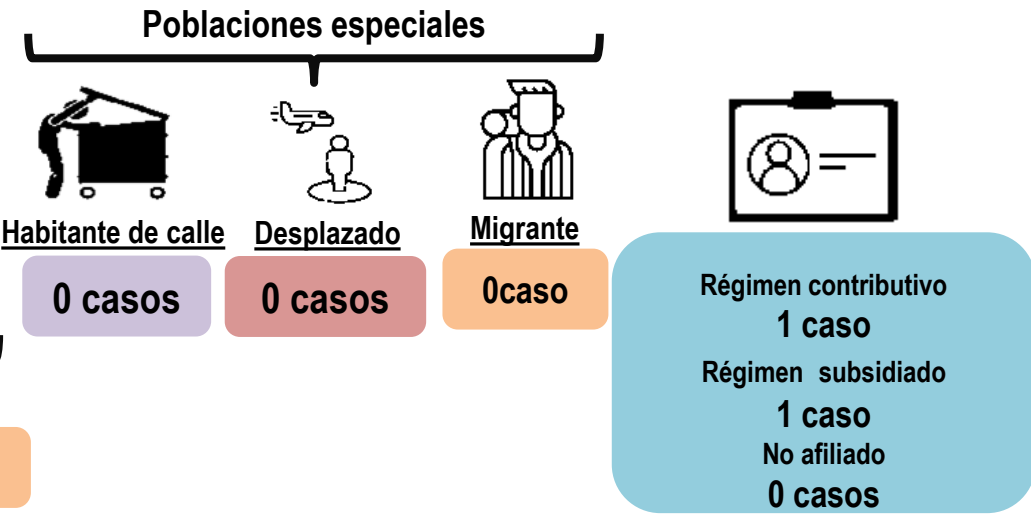 Poblaciones especiales
Habitante de calle
0 casos
Desplazado
0 casos
Migrante
0caso
Régimen contributivo
1 caso
Régimen subsidiado
1 caso
No afiliado
0 casos